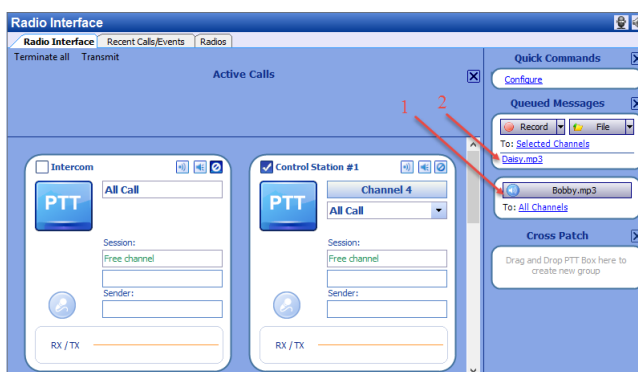 Radio Interface
Radio Interface Recent Calls/Events Radios
Terminate all Transmit
Active Calls
Quick Commands
Configure
Queued Messages
1 2
Record File
To: Selected Channels
Daisy.mp3
Bobby.mp3
To: All Channels
Cross Patch
Drag and Drop PTT Box here to
create new group
Intercom
PTT
All Call
Session:
Free channel
Sender:
RX / TX
Control Station #1
PTT
Channel 4
All Call
Session:
Free channel
Sender:
RX / TX